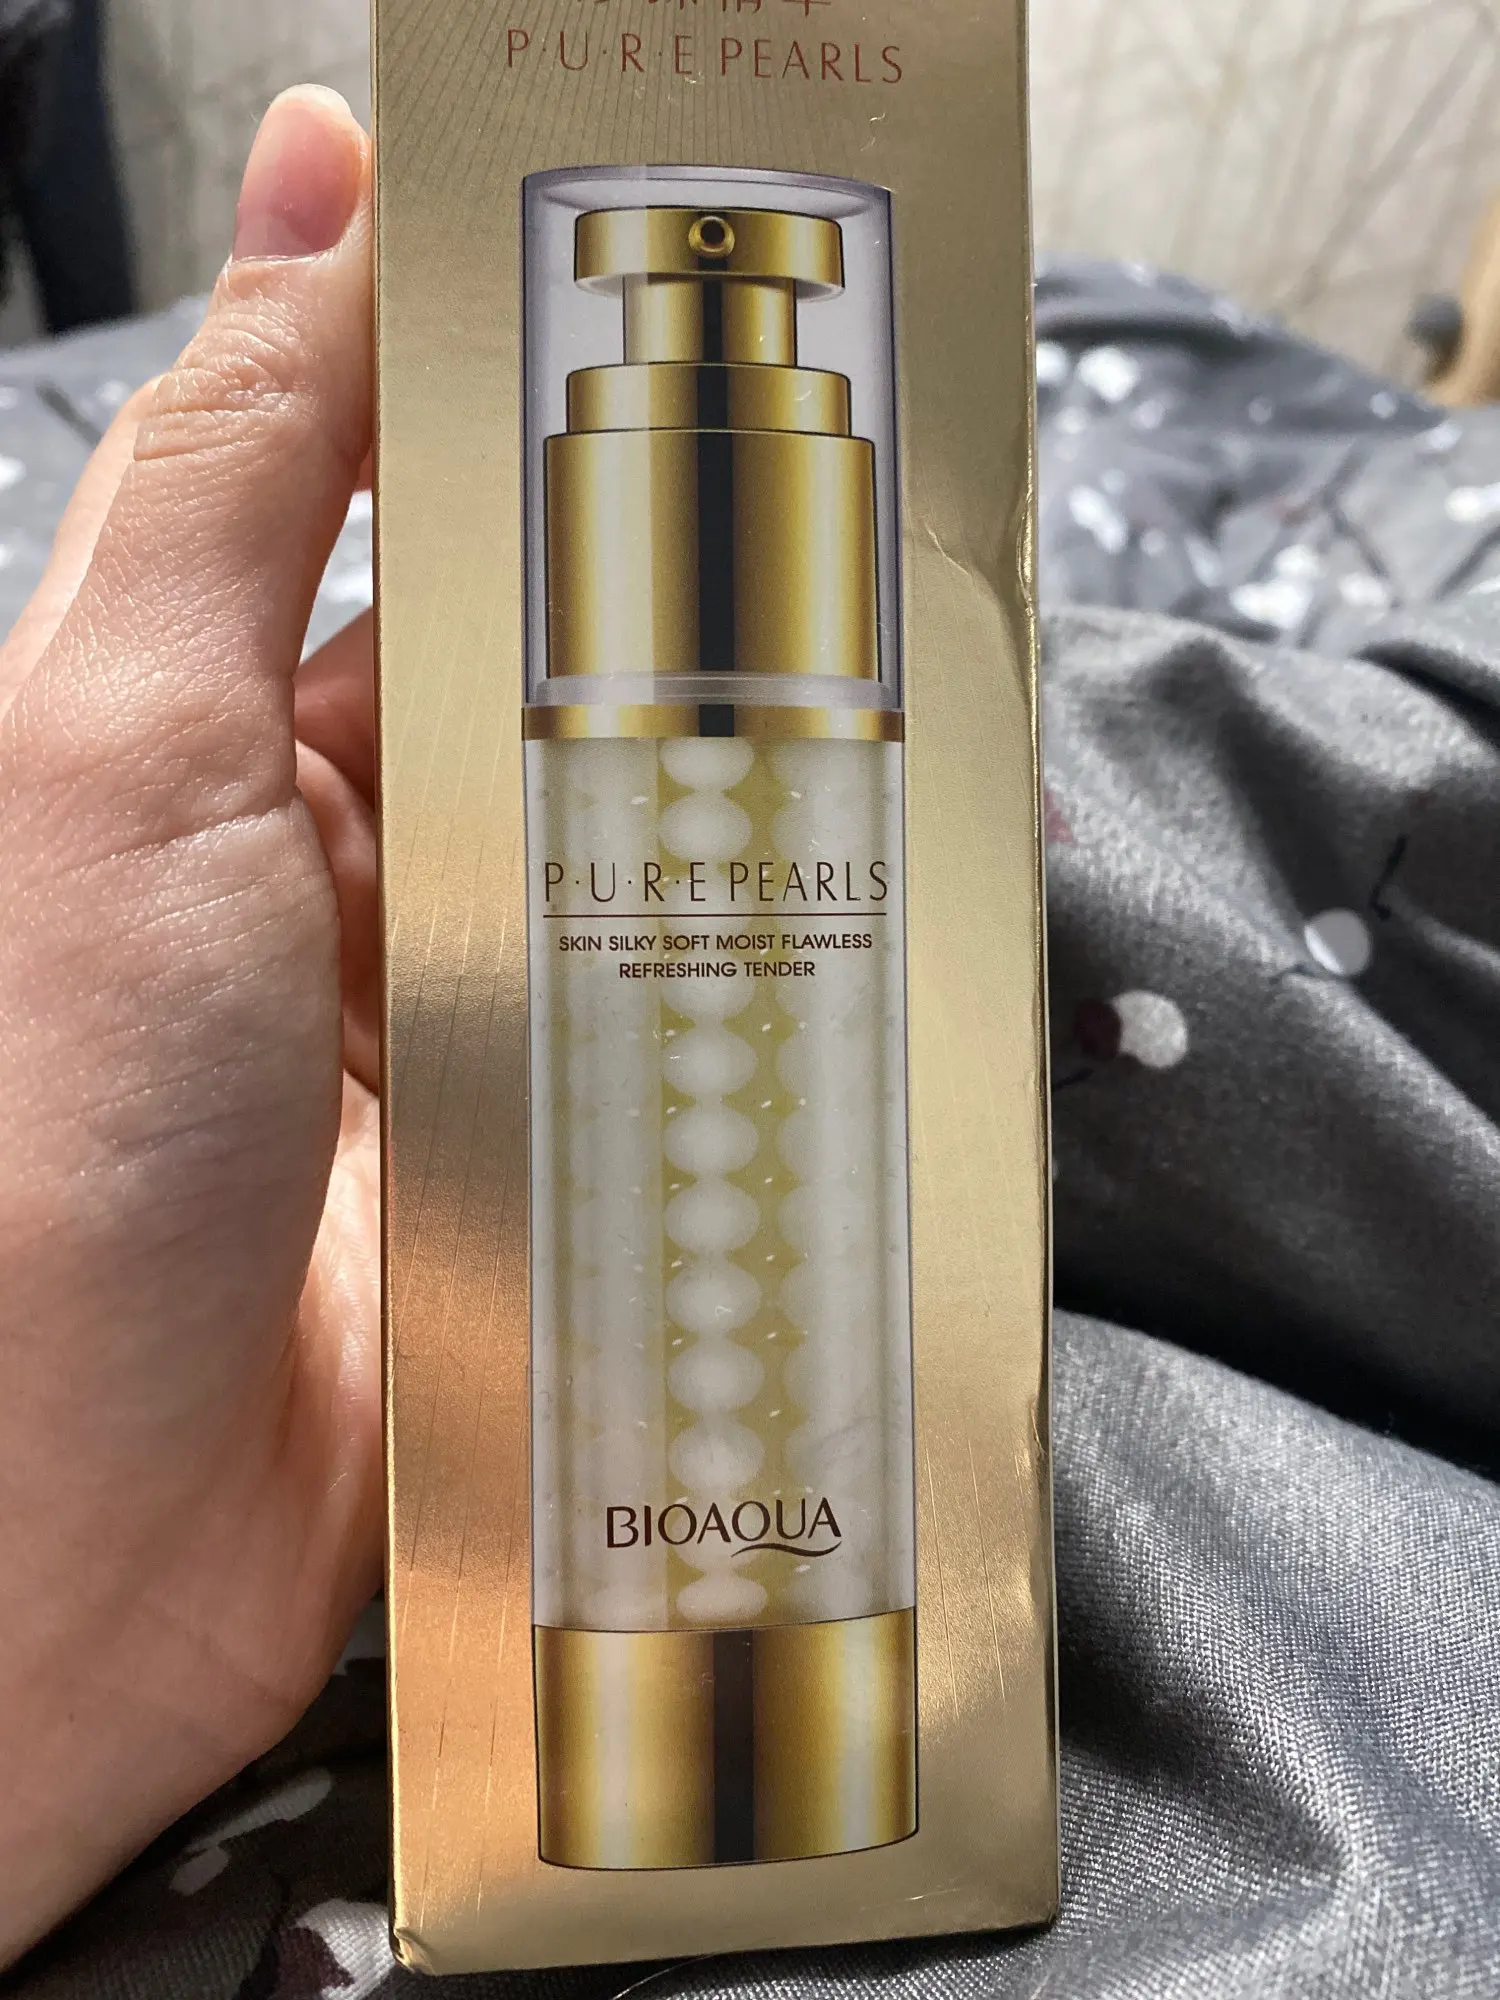 P·U·R·E PEARLS
P·U·R·E PEARLS
SKIN SILKY SOFT MOIST FLAWLESS
REFRESHING TENDER
BIOAQUA